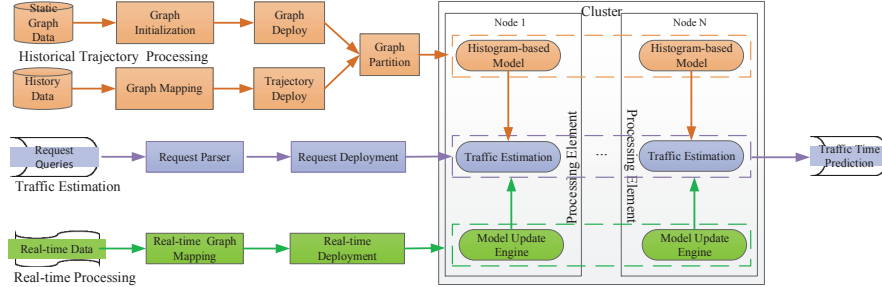 Cluster
Node 1
Node N
Static
Graph
Data
Graph
Initialization
Graph
Deploy
Historical Trajectory Processing
Graph
Partition
History
Data
Graph Mapping
Trajectory
Deploy
Histogram-based
Model
Histogram-based
Model
Request
Queries
Request Parser
Request Deployment
Traffic Estimation
Processing Element
...
Processing Element
Traffic Estimation
Traffic Time
Prediction
Traffic Estimation
Real-time Data
Real-time Graph
Mapping
Real-time
Deployment
Model Update
Engine
Model Update
Engine
Real-time Processing